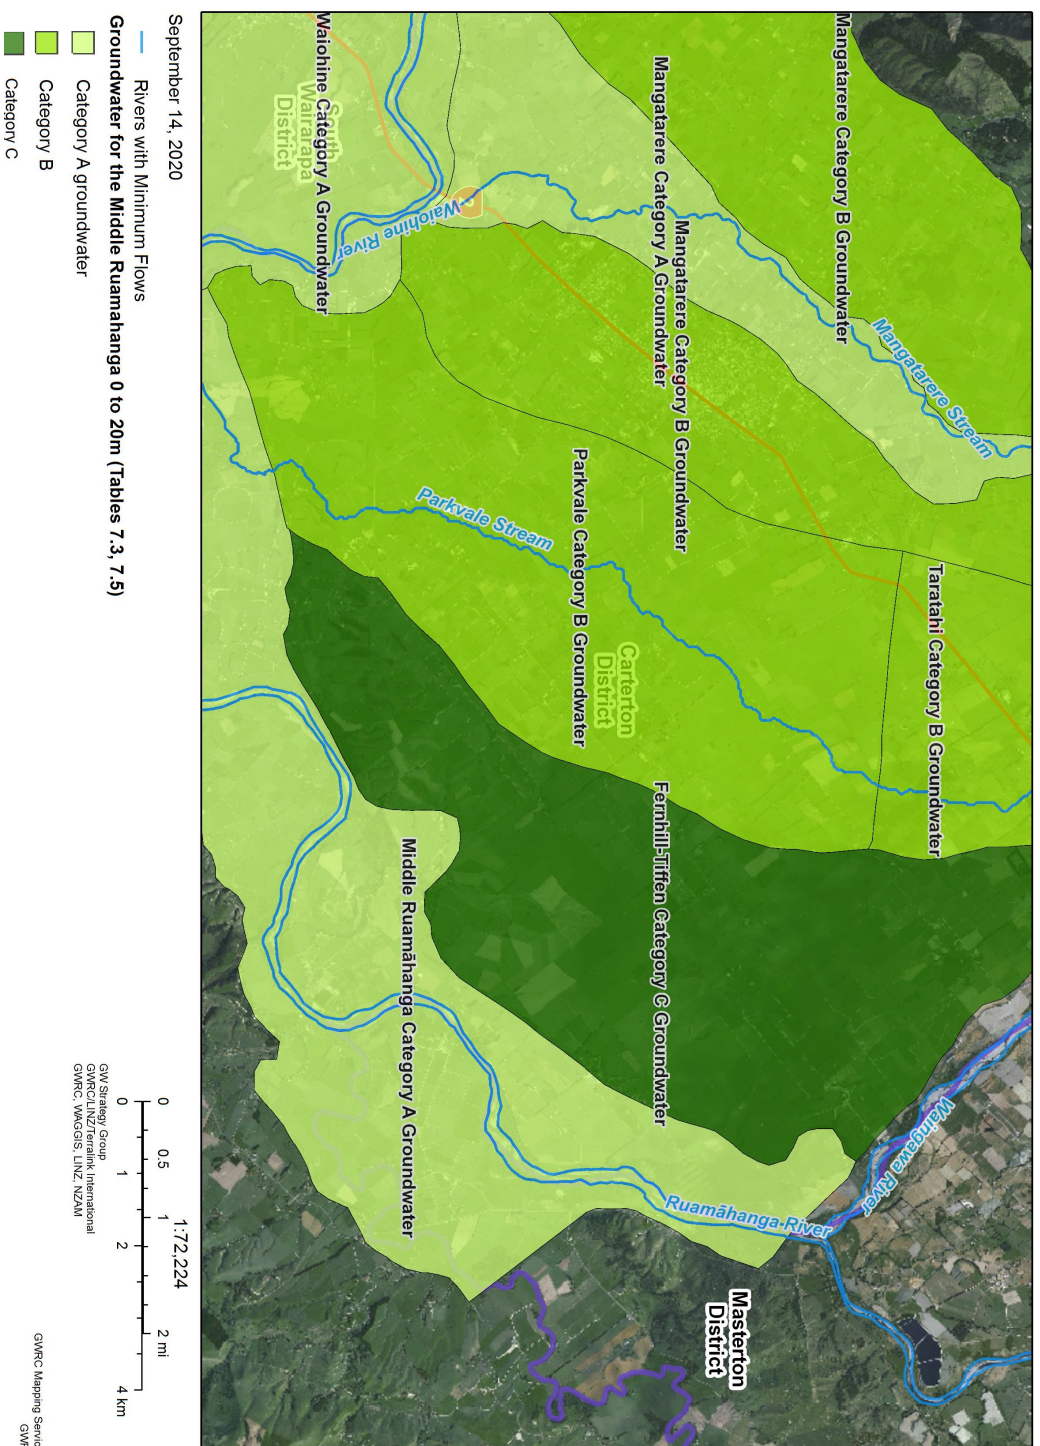 Mangatarere Category B Groundwater
Mangatarere Stream
Taratahi Category B Groundwater
Waingawa River
Mangatarere Category A Groundwater
Mangatarere Category B Groundwater
Parkvale Category B Groundwater
Carterton
District
Fernhill-Tiffen Category C Groundwater
Ruamāhanga River
Masterton
District
Parkvale Stream
Waiohine River
Waiohine Category A Groundwater
South
Wairarapa
District
Middle Ruamāhanga Category A Groundwater
September 14, 2020
1:72,224
0 0.5 1 2 mi
0 1 2 4 km
Rivers with Minimum Flows
Groundwater for the Middle Ruamahanga 0 to 20m (Tables 7.3, 7.5)
Category A groundwater
Category B
Category C
GW Strategy Group
GWRC/LINZ/Terralink International
GWRC, WAGGIS, LINZ, NZAM
GWRC Mapping